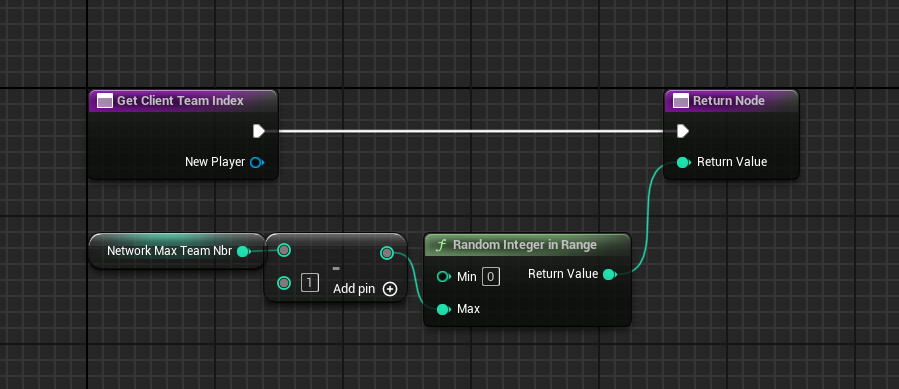 Get Client Team Index
Return Node
New Player
Return Value
Network Max Team Nbr
-
1
Add pin
f Random Integer in Range
Min 0
Return Value
Max